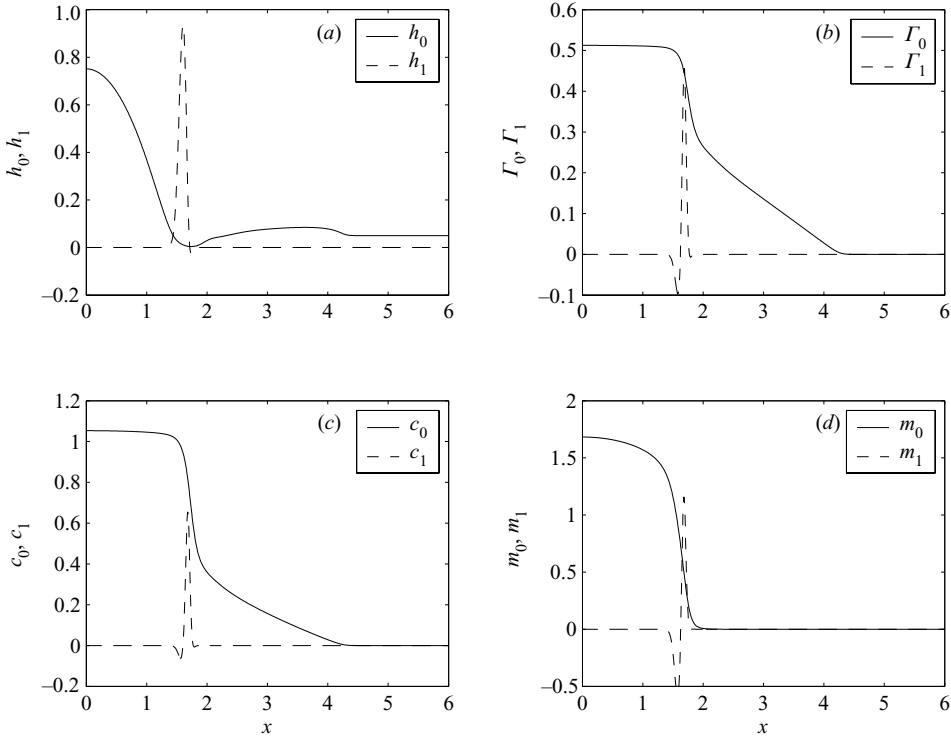 (a)
h0
h1
1.0
0.8
0.6
0.4
0.2
0
–0.2
h0, h1
0 1 2 3 4 5 6
(b)
Γ0
Γ1
0.6
0.5
0.4
0.3
0.2
0.1
0
–0.1
Γ0, Γ1
0 1 2 3 4 5 6
(c)
c0
c1
1.2
1
0.8
0.6
0.4
0.2
0
–0.2
c0, c1
0 1 2 3 4 5 6
x
(d)
m0
m1
2
1.5
1
0.5
0
–0.5
m0, m1
0 1 2 3 4 5 6
x